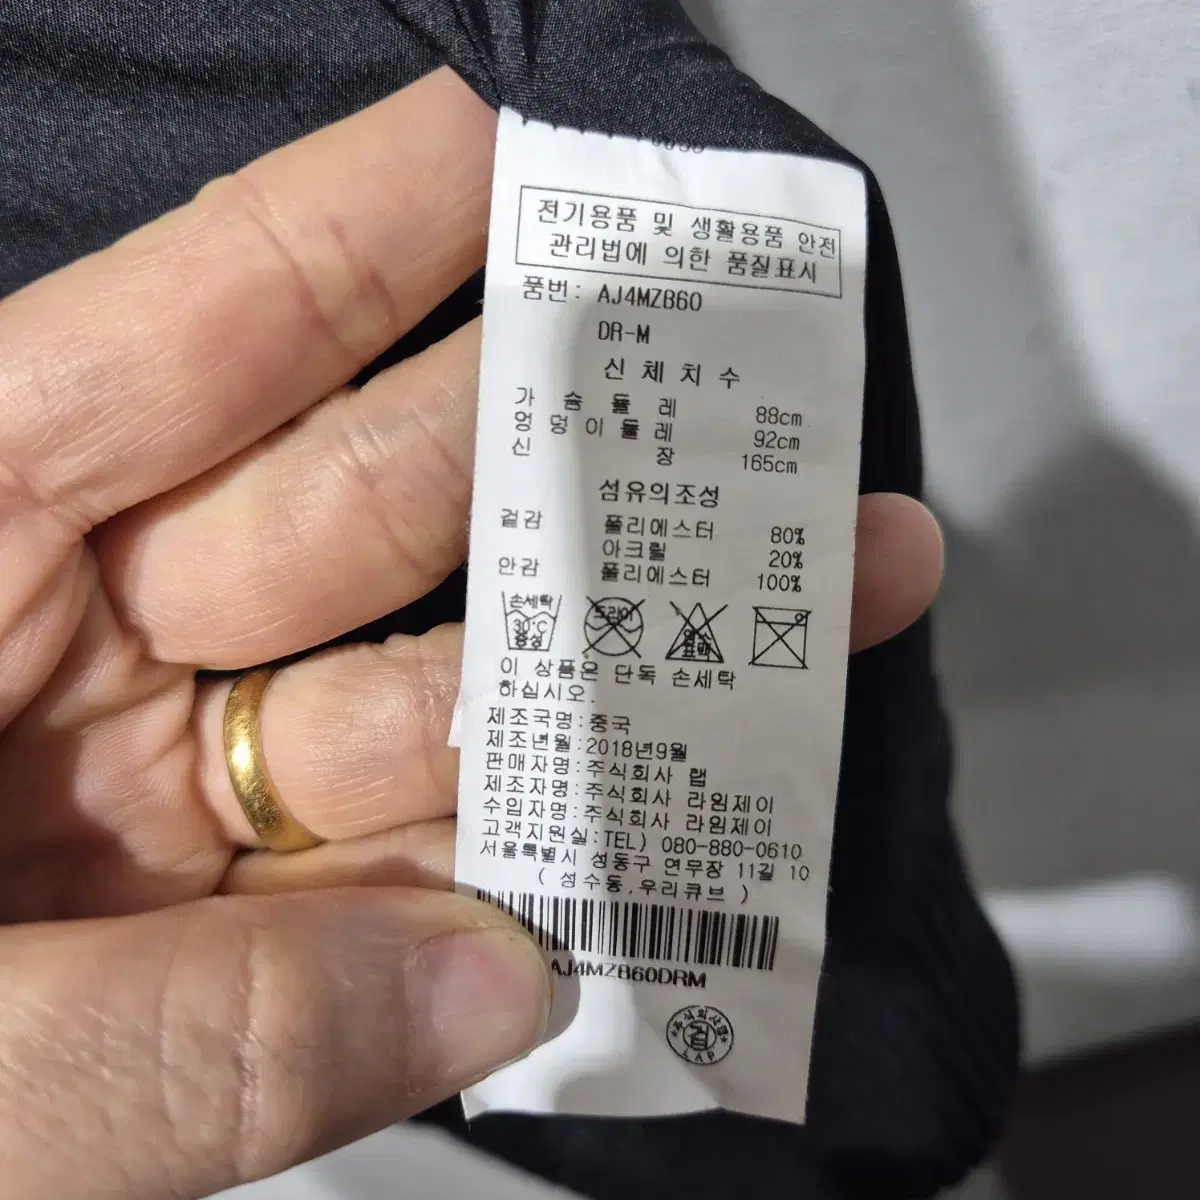 전기용품 및 생활용품 안전
관리법에 의한 품질표시
품번: AJ4MZB60
DR-M
신체치수
가슴둘레 88cm
엉덩이둘레 92cm
신장 165cm
섬유의조성
겉감 폴리에스터 80%
아크릴 20%
안감 폴리에스터 100%
손세탁 드라이
30°C 중성 염소 표백
이 상품은 단독 손세탁
하십시오.
제조국명:중국
제조년월:2018년9월
판매자명:주식회사 랩
제조자명:주식회사 라임제이
수입자명:주식회사 라임제이
고객지원실:TEL) 080-880-0610
서울특별시 성동구 연무장 11길 10
( 성수동,우리큐브 )
AJ4MZB60DRM
주식회사랩
검
LAP